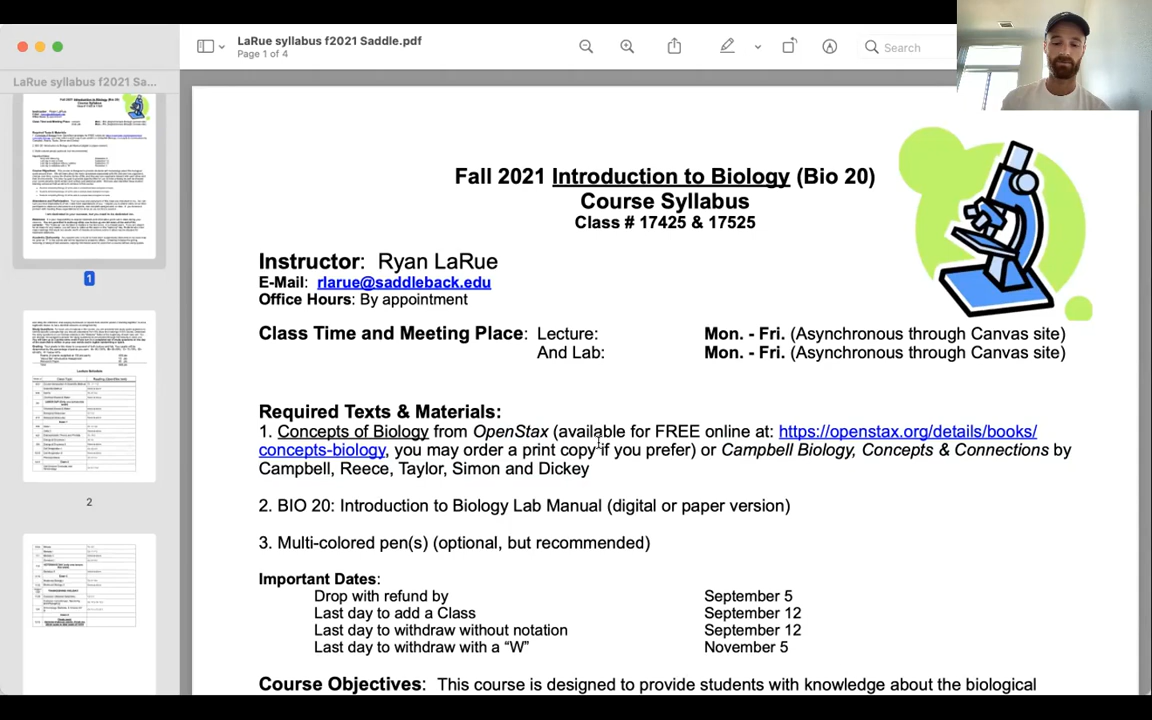 LaRue syllabus f2021 Saddle.pdf
Page 1 of 4
Search
LaRue syllabus f2021 Sa...
1
2
Fall 2021 Introduction to Biology (Bio 20)
Course Syllabus
Class # 17425 & 17525
Instructor: Ryan LaRue
E-Mail: rlarue@saddleback.edu
Office Hours: By appointment
Class Time and Meeting Place: Lecture: Mon. - Fri. (Asynchronous through Canvas site)
And Lab: Mon. - Fri. (Asynchronous through Canvas site)
Required Texts & Materials:
1. Concepts of Biology from OpenStax (available for FREE online at: https://openstax.org/details/books/
concepts-biology, you may order a print copy if you prefer) or Campbell Biology, Concepts & Connections by
Campbell, Reece, Taylor, Simon and Dickey
2. BIO 20: Introduction to Biology Lab Manual (digital or paper version)
3. Multi-colored pen(s) (optional, but recommended)
Important Dates:
Drop with refund by September 5
Last day to add a Class September 12
Last day to withdraw without notation September 12
Last day to withdraw with a “W” November 5
Course Objectives: This course is designed to provide students with knowledge about the biological